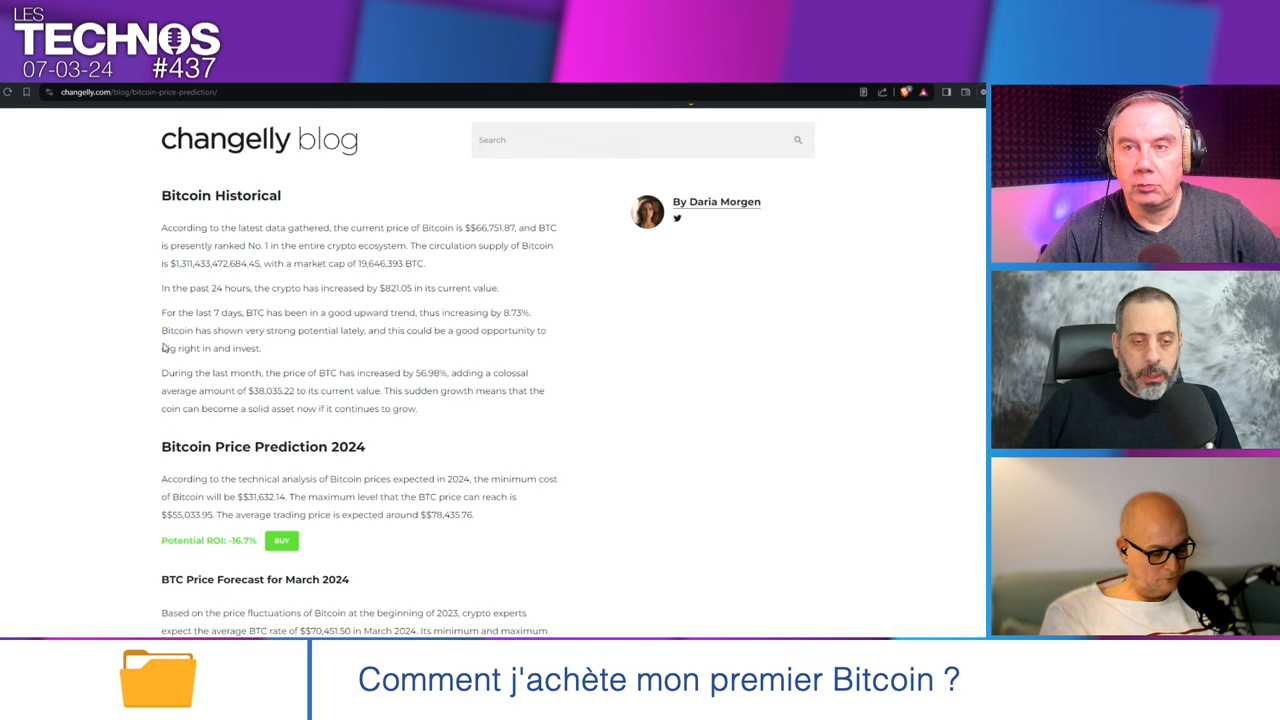 LES
TECHNOS
07-03-24 #437
changelly.com/blog/bitcoin-price-prediction/
changelly blog
Search
Bitcoin Historical
By Daria Morgen
According to the latest data gathered, the current price of Bitcoin is $$66,751.87, and BTC
is presently ranked No. 1 in the entire crypto ecosystem. The circulation supply of Bitcoin
is $1,311,433,472,684.45, with a market cap of 19,646,393 BTC.
In the past 24 hours, the crypto has increased by $821.05 in its current value.
For the last 7 days, BTC has been in a good upward trend, thus increasing by 8.73%.
Bitcoin has shown very strong potential lately, and this could be a good opportunity to
right in and invest.
During the last month, the price of BTC has increased by 56.98%, adding a colossal
average amount of $38,035.22 to its current value. This sudden growth means that the
coin can become a solid asset now if it continues to grow.
Bitcoin Price Prediction 2024
According to the technical analysis of Bitcoin prices expected in 2024, the minimum cost
of Bitcoin will be $$31,632.14. The maximum level that the BTC price can reach is
$$55,033.95. The average trading price is expected around $$78,435.76.
Potential ROI: -16.7% BUY
BTC Price Forecast for March 2024
Based on the price fluctuations of Bitcoin at the beginning of 2023, crypto experts
expect the average BTC rate of $$70,451.50 in March 2024. Its minimum and maximum
Comment j'achète mon premier Bitcoin ?